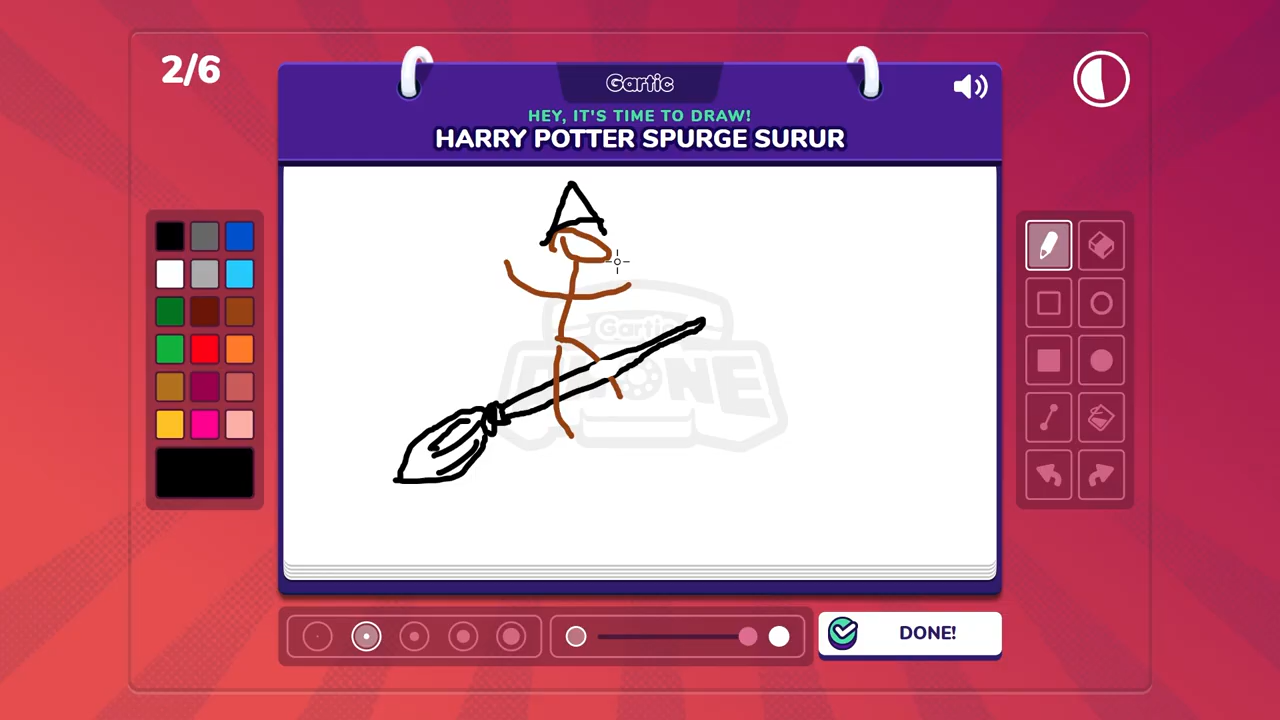 2/6
Gartic
HEY, IT'S TIME TO DRAW!
HARRY POTTER SPURGE SURUR
Gartic
PHONE
DONE!